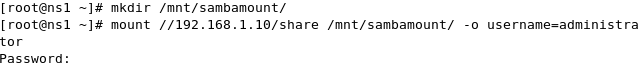 [root@ns1 ~]# mkdir /mnt/sambamount/
[root@ns1 ~]# mount //192.168.1.10/share /mnt/sambamount/ -o username=administra
tor
Password: